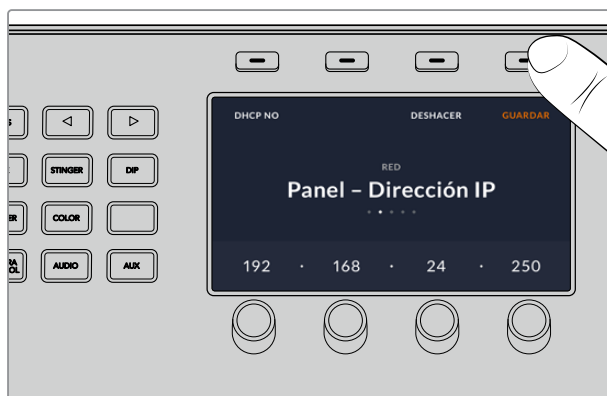 DHCP NO DESHACER GUARDAR
RED
Panel – Dirección IP
192 · 168 · 24 · 250
STINGER DIP
COLOR
AUDIO AUX